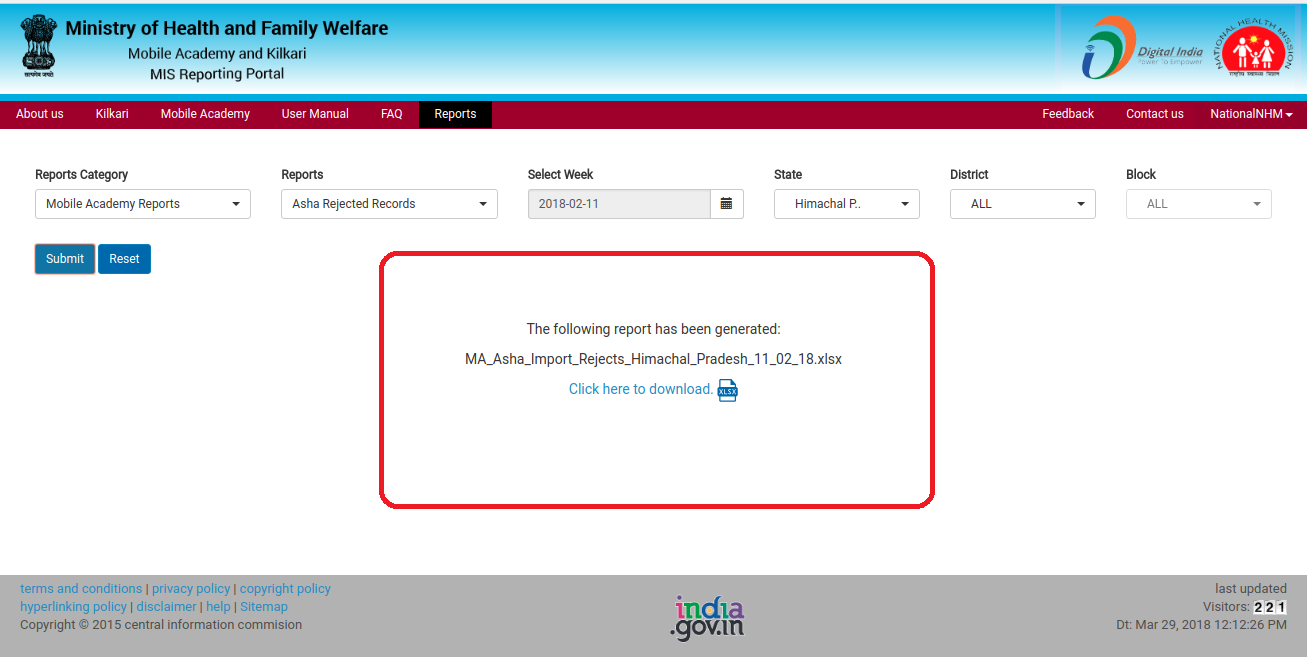 Ministry of Health and Family Welfare
Mobile Academy and Kilkari
MIS Reporting Portal
सत्यमेव जयते
Digital India
Power To Empower
NATIONAL HEALTH MISSION
राष्ट्रीय स्वास्थ्य मिशन
About us Kilkari Mobile Academy User Manual FAQ Reports Feedback Contact us NationalNHM
Reports Category Reports Select Week State District Block
Mobile Academy Reports Asha Rejected Records 2018-02-11 Himachal P.. ALL ALL
Submit Reset
The following report has been generated:
MA_Asha_Import_Rejects_Himachal_Pradesh_11_02_18.xlsx
Click here to download. XLSX
terms and conditions | privacy policy | copyright policy
hyperlinking policy | disclaimer | help | Sitemap
Copyright © 2015 central information commision
india
.gov.in
last updated
Visitors: 221
Dt: Mar 29, 2018 12:12:26 PM